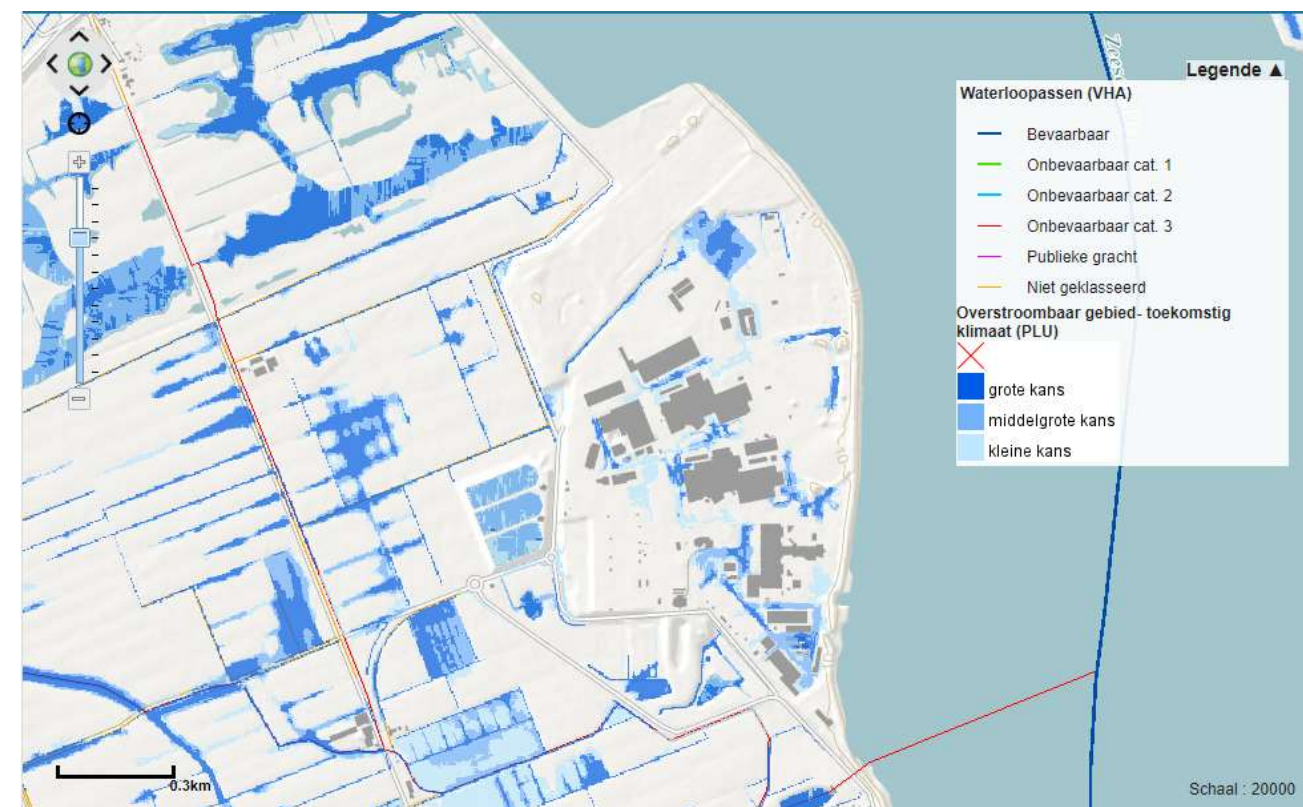 Legende ▲
Waterloopassen (VHA)
Bevaarbaar
Onbevaarbaar cat. 1
Onbevaarbaar cat. 2
Onbevaarbaar cat. 3
Publieke gracht
Niet geklasseerd
Overstroombaar gebied- toekomstig
klimaat (PLU)
grote kans
middelgrote kans
kleine kans
0.3km
Schaal : 20000